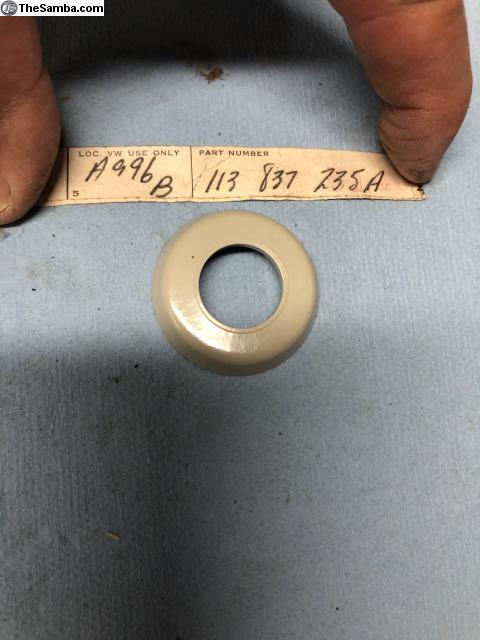 TheSamba.com
LOC. VW USE ONLY PART NUMBER
A996 B 113 837 235A
5